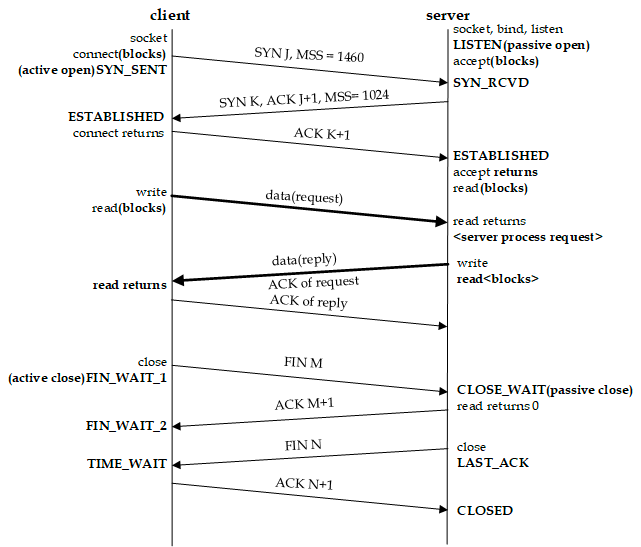 client
server
socket
connect(blocks)
(active open)SYN_SENT
socket, bind, listen
LISTEN(passive open)
accept(blocks)
SYN J, MSS = 1460
SYN_RCVD
SYN K, ACK J+1, MSS= 1024
ESTABLISHED
connect returns
ACK K+1
ESTABLISHED
accept returns
read(blocks)
write
read(blocks)
data(request)
read returns
<server process request>
data(reply)
write
read<blocks>
ACK of request
read returns
ACK of reply
close
(active close)FIN_WAIT_1
FIN M
CLOSE_WAIT(passive close)
read returns 0
ACK M+1
FIN_WAIT_2
FIN N
close
LAST_ACK
TIME_WAIT
ACK N+1
CLOSED